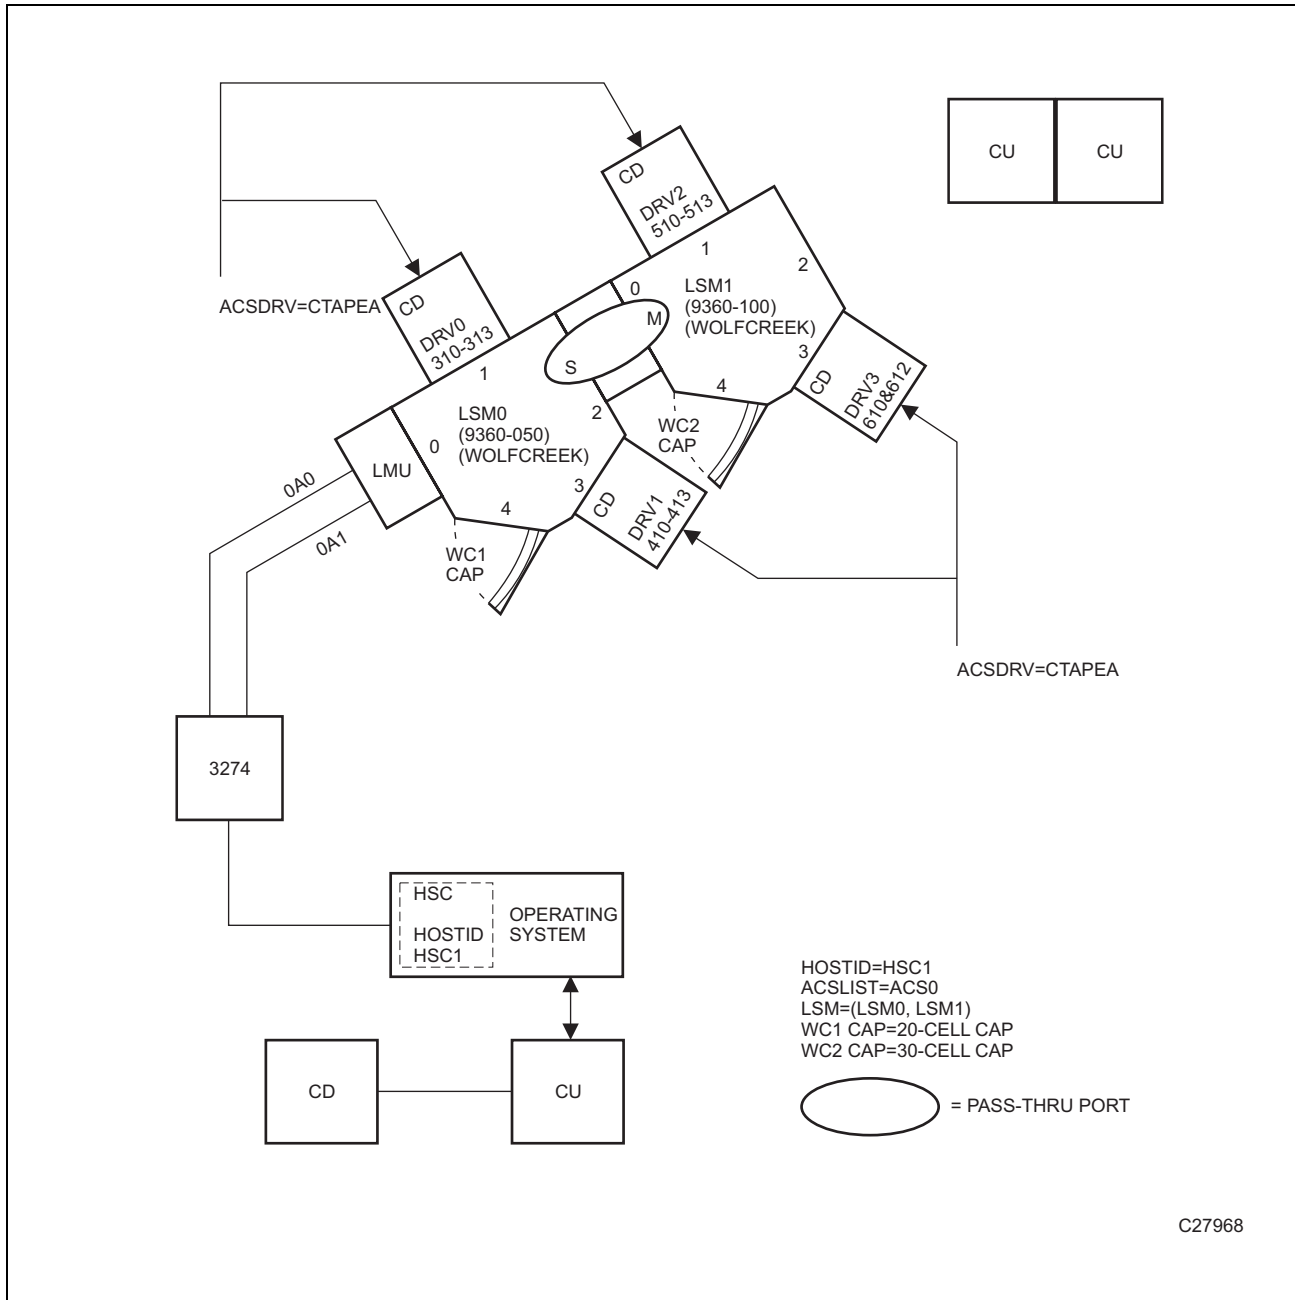 CU
CU
CD
DRV2
510-513
1
2
0
LSM1
(9360-100)
(WOLFCREEK)
M
3
4
CD
DRV3
610&612
ACSDRV=CTAPEA
CD
DRV0
310-313
1
S
LSM0
(9360-050)
(WOLFCREEK)
2
0
WC2
CAP
LMU
3
4
CD
DRV1
410-413
0A0
0A1
WC1
CAP
ACSDRV=CTAPEA
3274
HSC
HOSTID
HSC1
OPERATING
SYSTEM
CD
CU
HOSTID=HSC1
ACSLIST=ACS0
LSM=(LSM0, LSM1)
WC1 CAP=20-CELL CAP
WC2 CAP=30-CELL CAP
= PASS-THRU PORT
C27968